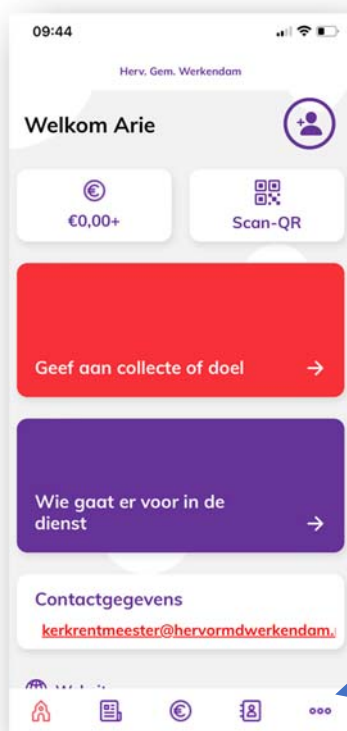 09:44
Herv. Gem. Werkendam
Welkom Arie
€0,00+
Scan-QR
Geef aan collecte of doel
Wie gaat er voor in de
dienst
Contactgegevens
kerkrentmeester@hervormdwerkendam.